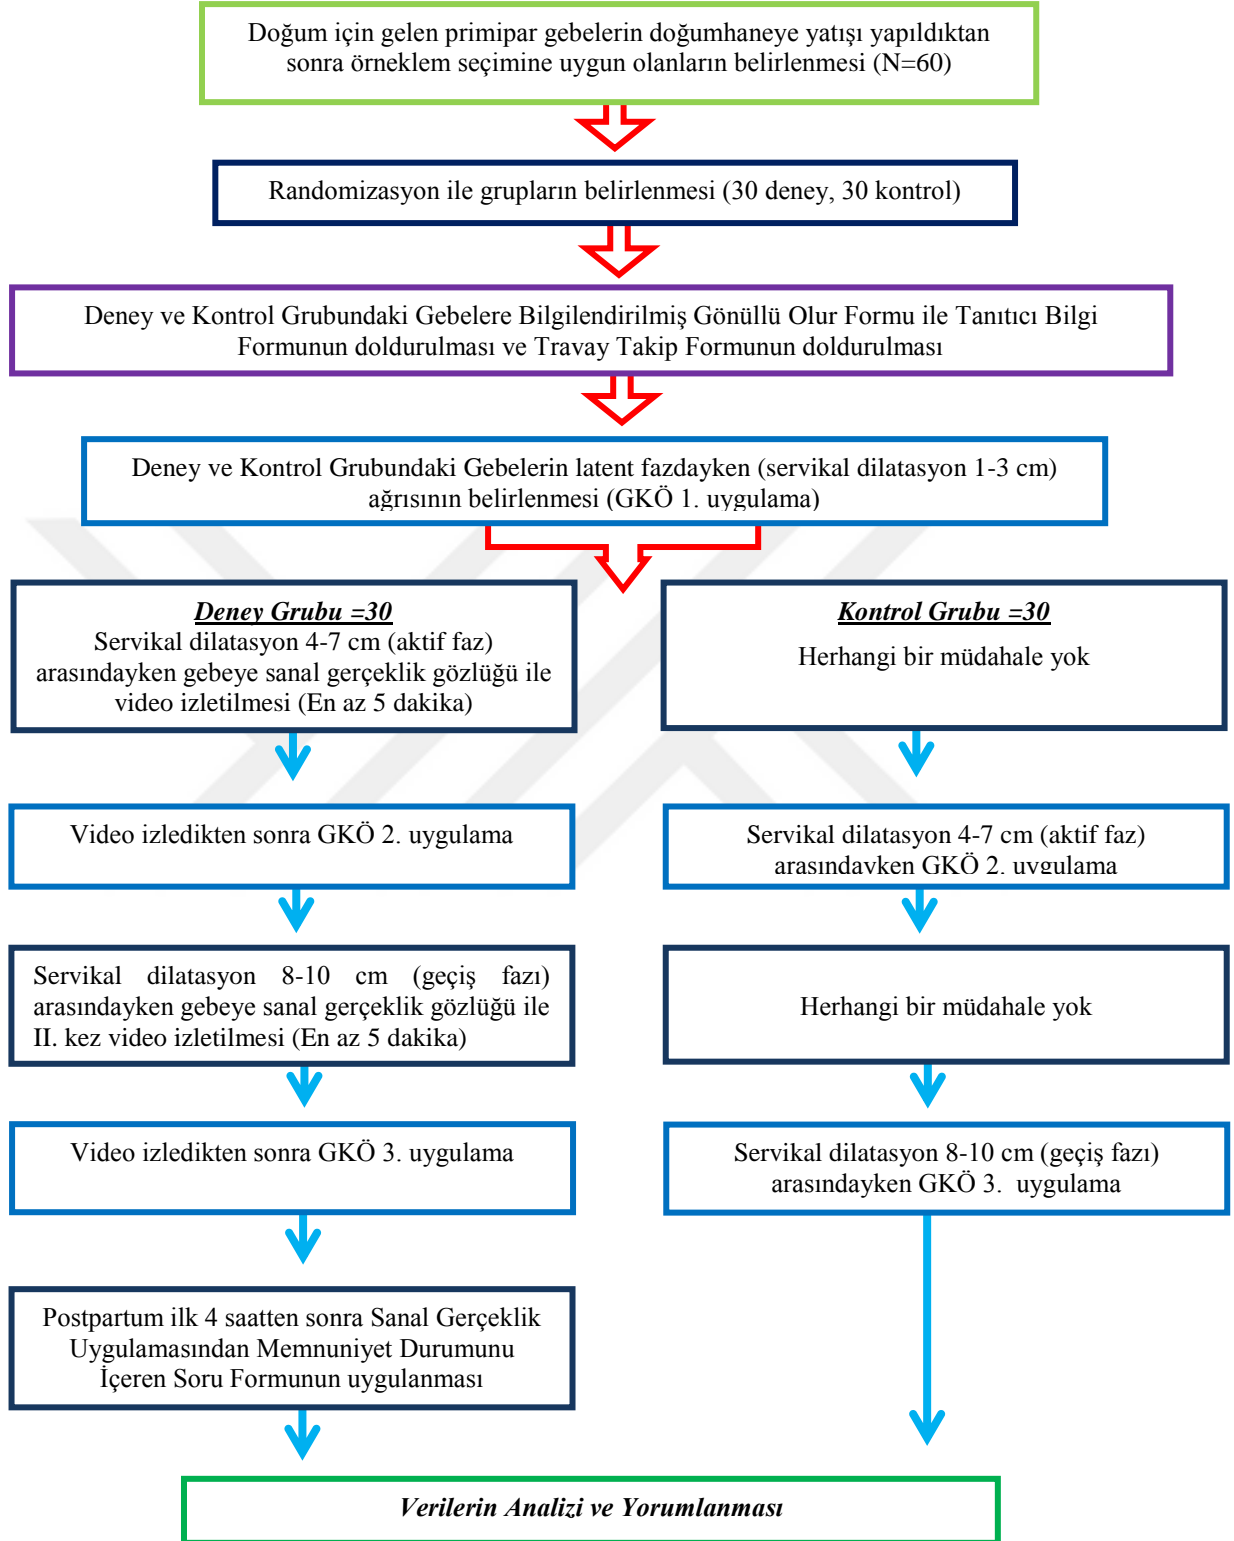 Doğum için gelen primipar gebelerin doğumhaneye yatışı yapıldıktan
sonra örneklem seçimine uygun olanların belirlenmesi (N=60)
Randomizasyon ile grupların belirlenmesi (30 deney, 30 kontrol)
Deney ve Kontrol Grubundaki Gebelere Bilgilendirilmiş Gönüllü Olur Formu ile Tanıtıcı Bilgi
Formunun doldurulması ve Travay Takip Formunun doldurulması
Deney ve Kontrol Grubundaki Gebelerin latent fazdayken (servikal dilatasyon 1-3 cm)
ağrısının belirlenmesi (GKÖ 1. uygulama)
Deney Grubu =30
Servikal dilatasyon 4-7 cm (aktif faz)
arasındayken gebeye sanal gerçeklik gözlüğü ile
video izletilmesi (En az 5 dakika)
Video izledikten sonra GKÖ 2. uygulama
Servikal dilatasyon 8-10 cm (geçiş fazı)
arasındayken gebeye sanal gerçeklik gözlüğü ile
II. kez video izletilmesi (En az 5 dakika)
Video izledikten sonra GKÖ 3. uygulama
Postpartum ilk 4 saatten sonra Sanal Gerçeklik
Uygulamasından Memnuniyet Durumunu
İçeren Soru Formunun uygulanması
Kontrol Grubu =30
Herhangi bir müdahale yok
Servikal dilatasyon 4-7 cm (aktif faz)
arasındayken GKÖ 2. uygulama
Herhangi bir müdahale yok
Servikal dilatasyon 8-10 cm (geçiş fazı)
arasındayken GKÖ 3. uygulama
Verilerin Analizi ve Yorumlanması